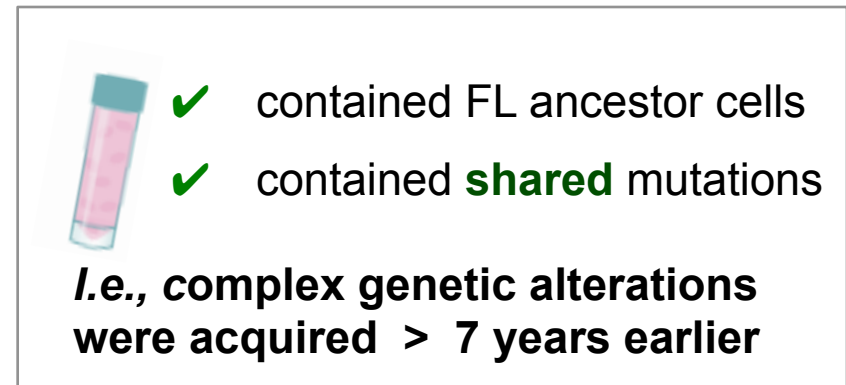 ✔ contained FL ancestor cells
✔ contained shared mutations
I.e., complex genetic alterations
were acquired > 7 years earlier